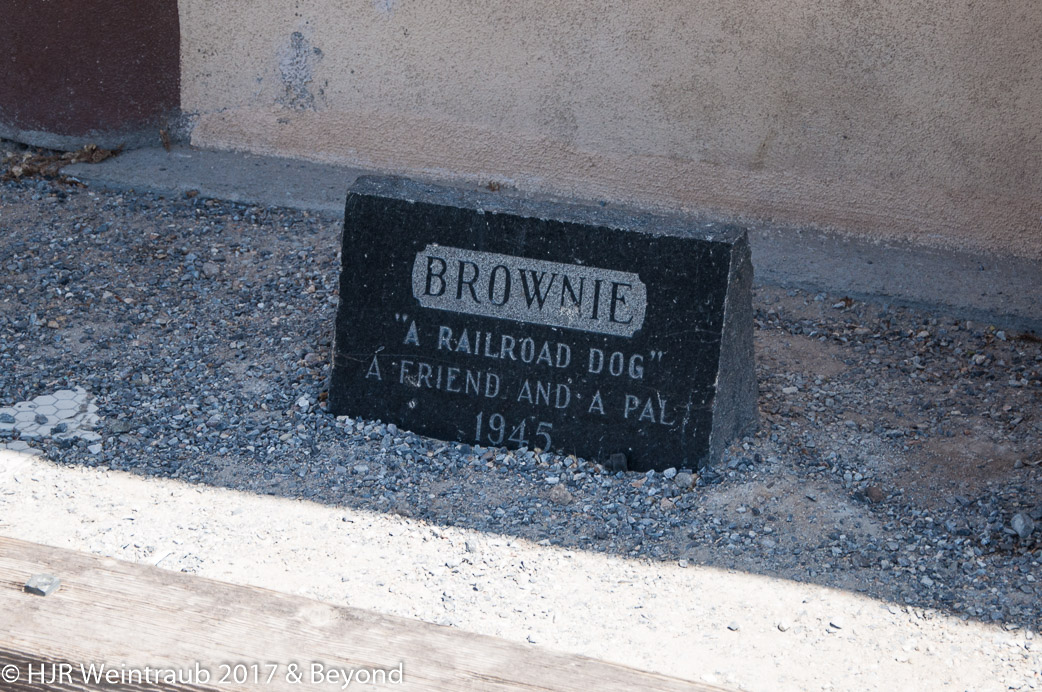 BROWNIE
"A RAILROAD DOG"
A FRIEND AND A PAL
1945
© HJR Weintraub 2017 & Beyond